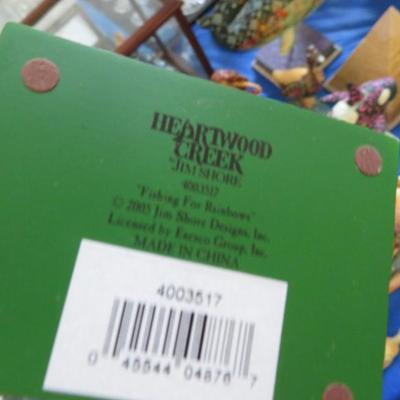 HEARTWOOD
CREEK
BY JIM SHORE
4003517
"Fishing For Rainbows"
© 2005 Jim Shore Designs, Inc.
Licensed by Enesco Group, Inc.
MADE IN CHINA
4003517
0 45544 04876 7